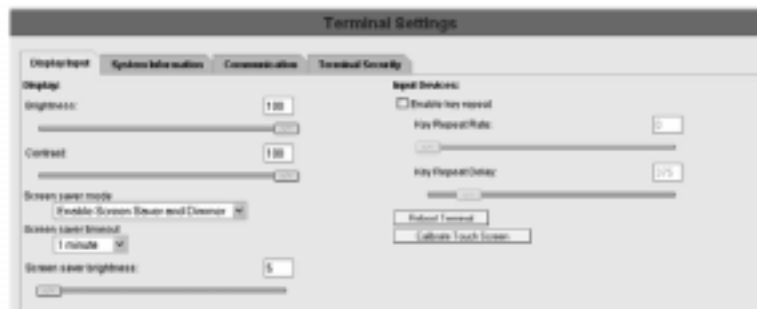 Terminal Settings
Display/Input
System Information
Communication
Terminal Security
Display:
Brightness:
100
Contrast:
100
Screen saver mode
Enable Screen Saver and Dimmer
Screen saver timeout
1 minute
Screen saver brightness:
5
Input Devices:
Enable key repeat
Key Repeat Rate:
0
Key Repeat Delay:
375
Reboot Terminal
Calibrate Touch Screen